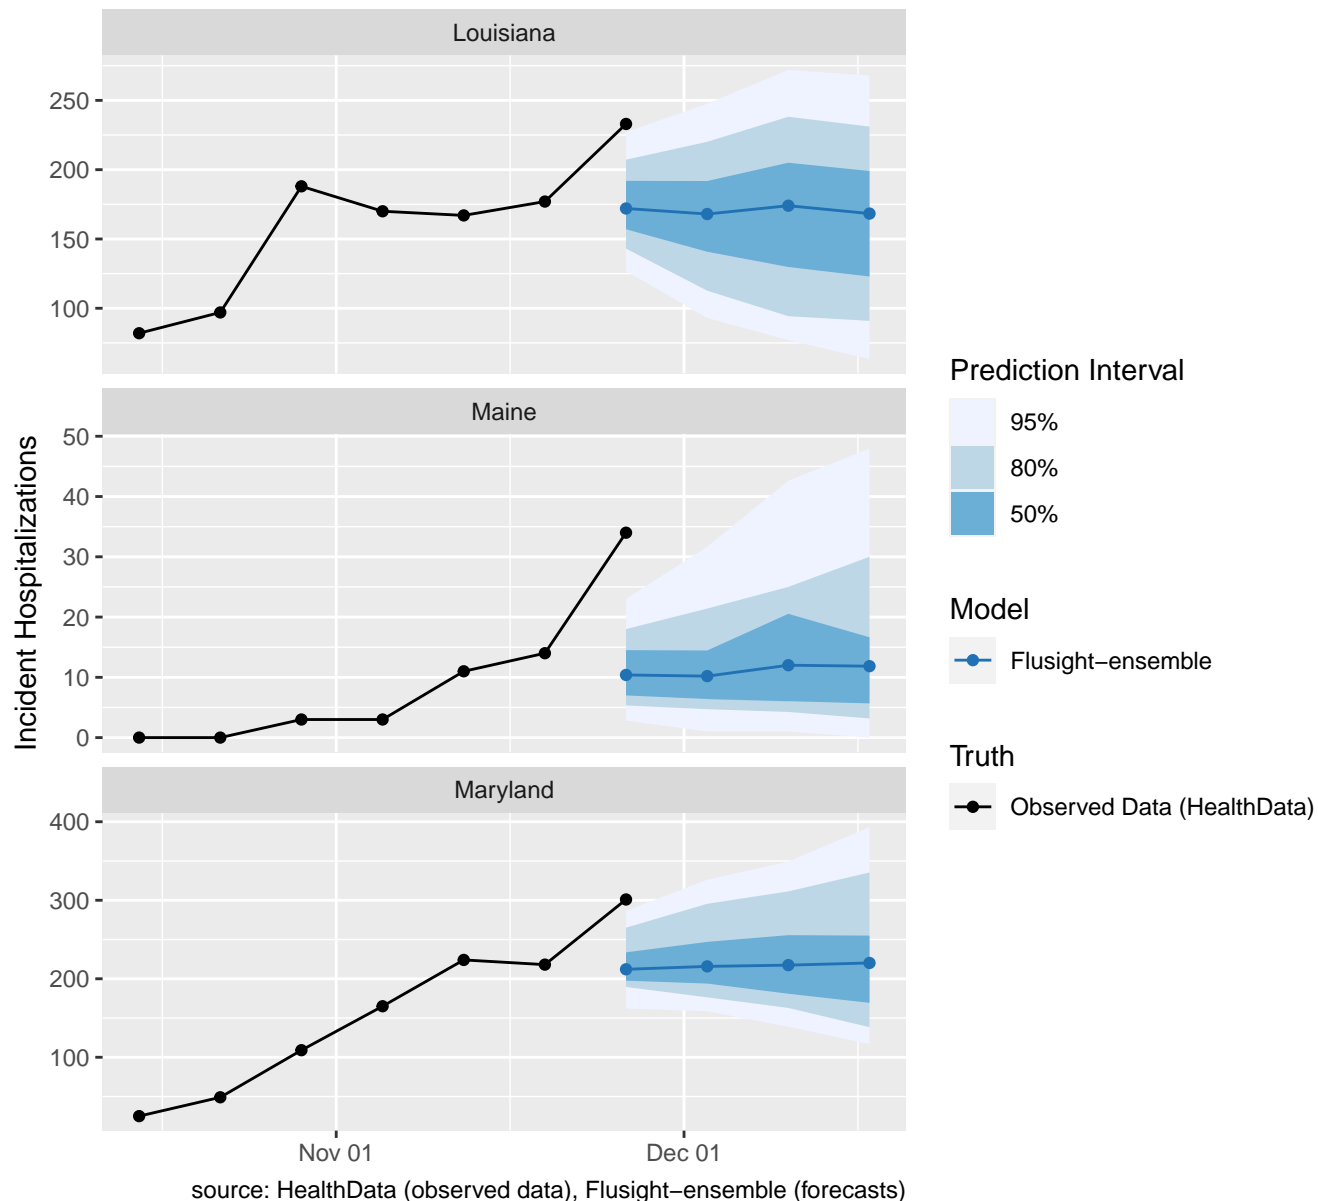 Louisiana
250
200
150
100
Maine
50
40
30
20
10
0
Maryland
400
300
200
100
Nov 01
Dec 01
Incident Hospitalizations
source: HealthData (observed data), Flusight−ensemble (forecasts)
Prediction Interval
95%
80%
50%
Model
Flusight−ensemble
Truth
Observed Data (HealthData)